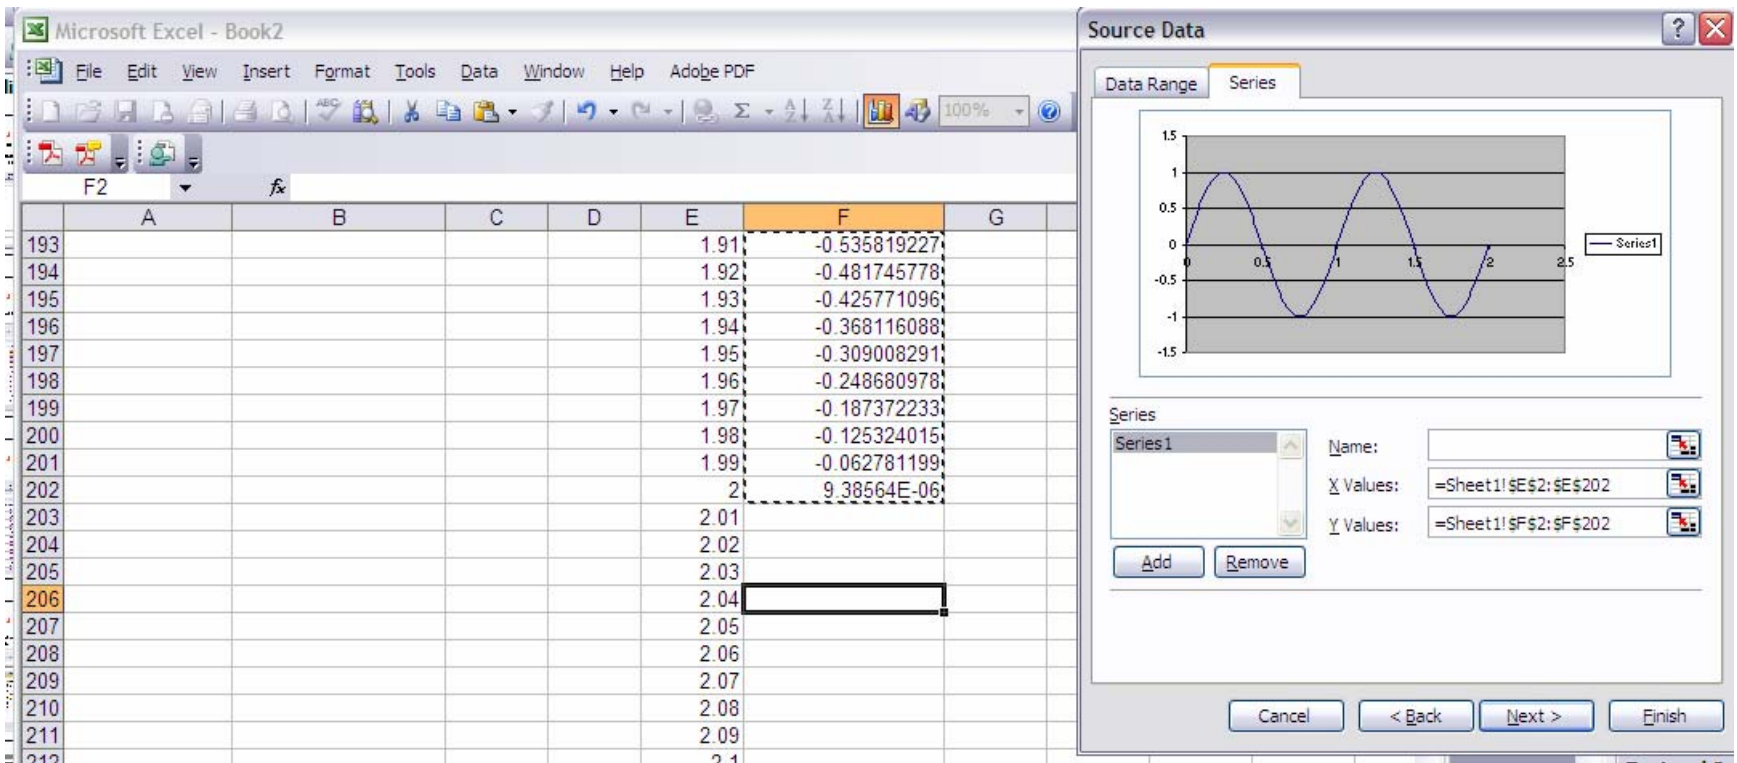 Microsoft Excel - Book2
File Edit View Insert Format Tools Data Window Help Adobe PDF
100%
F2 fx
A B C D E F G
193 1.91 -0.535819227
194 1.92 -0.481745778
195 1.93 -0.425771096
196 1.94 -0.368116088
197 1.95 -0.309008291
198 1.96 -0.248680978
199 1.97 -0.187372233
200 1.98 -0.125324015
201 1.99 -0.062781199
202 2 9.38564E-06
203 2.01
204 2.02
205 2.03
206 2.04
207 2.05
208 2.06
209 2.07
210 2.08
211 2.09
212 2.1
Source Data
Data Range Series
1.5
1
0.5
0
-0.5
-1
-1.5
0 0.5 1 1.5 2 2.5
Series1
Series
Series1
Name:
X Values: =Sheet1!$E$2:$E$202
Y Values: =Sheet1!$F$2:$F$202
Add Remove
Cancel < Back Next > Finish